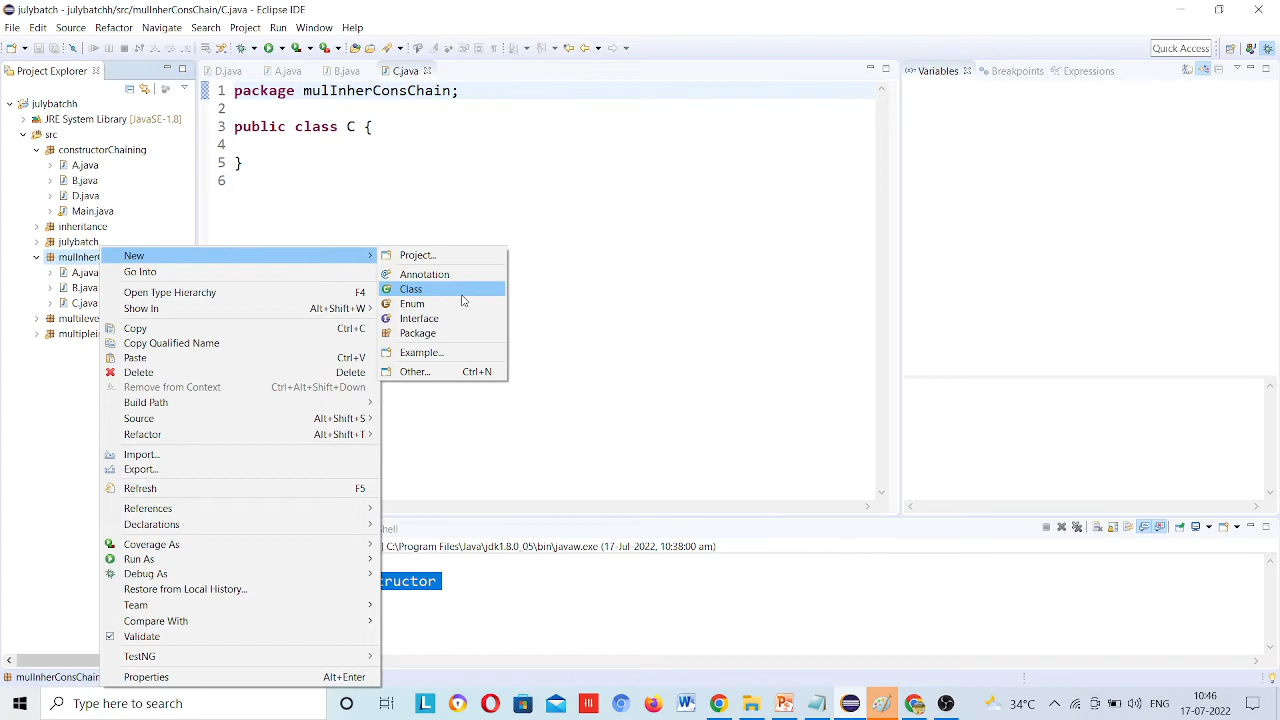 julybatch - julybatchh/src/mulInherConsChain/C.java - Eclipse IDE
File Edit Source Refactor Navigate Search Project Run Window Help
Quick Access
Project Explorer
D.java A.java B.java C.java
Variables Breakpoints Expressions
julybatch
JRE System Library [JavaSE-1.8]
src
constructorChaining
A.java
B.java
D.java
Main.java
inheritance
julybatch
mulInher
A.java
B.java
C.java
multileve
multiplein
1 package mulInherConsChain;
2
3 public class C {
4
5 }
6
New
Go Into
Open Type Hierarchy F4
Show In Alt+Shift+W
Copy Ctrl+C
Copy Qualified Name
Paste Ctrl+V
Delete Delete
Remove from Context Ctrl+Alt+Shift+Down
Build Path
Source Alt+Shift+S
Refactor Alt+Shift+T
Import...
Export...
Refresh F5
References
Declarations
Coverage As
Run As
Debug As
Restore from Local History...
Team
Compare With
Validate
TestNG
Properties Alt+Enter
Project...
Annotation
Class
Enum
Interface
Package
Example...
Other... Ctrl+N
hell
C:\Program Files\Java\jdk1.8.0_05\bin\javaw.exe (17-Jul-2022, 10:38:00 am)
tructor
mulInherConsChain
Type here to search
34°C
ENG
10:46
17-07-2022